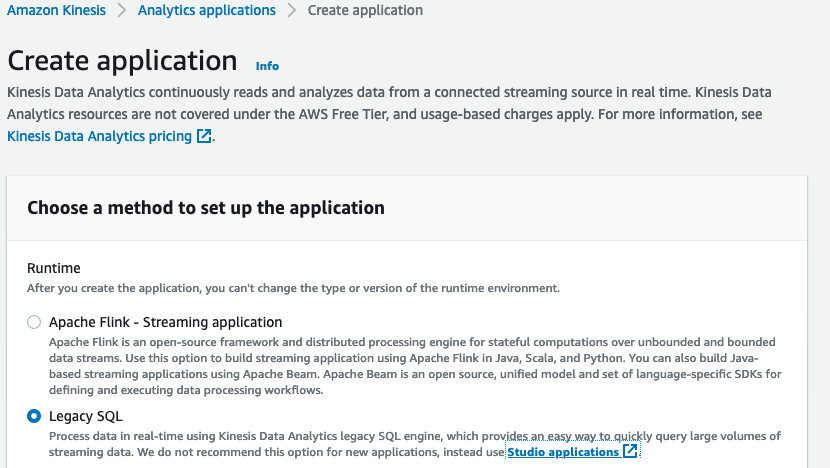 Amazon Kinesis > Analytics applications > Create application
Create application Info
Kinesis Data Analytics continuously reads and analyzes data from a connected streaming source in real time. Kinesis Data
Analytics resources are not covered under the AWS Free Tier, and usage-based charges apply. For more information, see
Kinesis Data Analytics pricing.
Choose a method to set up the application
Runtime
After you create the application, you can't change the type or version of the runtime environment.
Apache Flink - Streaming application
Apache Flink is an open-source framework and distributed processing engine for stateful computations over unbounded and bounded
data streams. Use this option to build streaming application using Apache Flink in Java, Scala, and Python. You can also build Java-
based streaming applications using Apache Beam. Apache Beam is an open source, unified model and set of language-specific SDKs for
defining and executing data processing workflows.
Legacy SQL
Process data in real-time using Kinesis Data Analytics legacy SQL engine, which provides an easy way to quickly query large volumes of
streaming data. We do not recommend this option for new applications, instead use Studio applications.